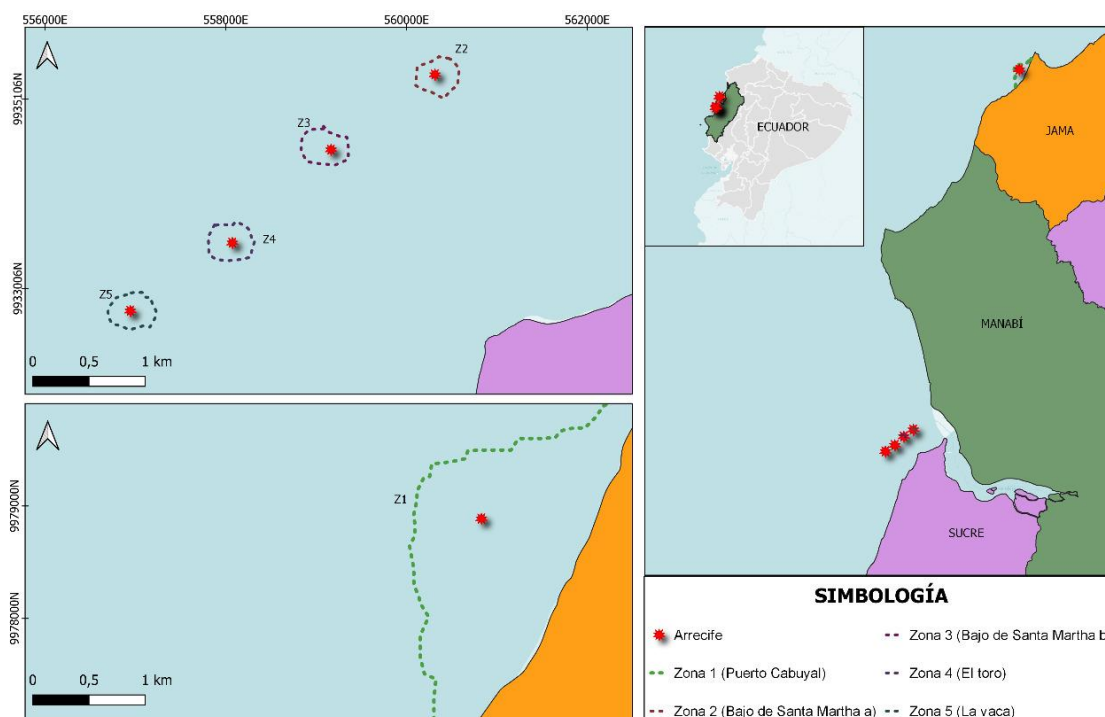 556000E 558000E 560000E 562000E
Z2
Z3
Z4
Z5
9935106N
9933006N
0 0,5 1 km
Z1
9979000N
9978000N
0 0,5 1 km
ECUADOR
JAMA
MANABÍ
SUCRE
SIMBOLOGÍA
Arrecife
Zona 1 (Puerto Cabuyal)
Zona 2 (Bajo de Santa Martha a)
Zona 3 (Bajo de Santa Martha b
Zona 4 (El toro)
Zona 5 (La vaca)